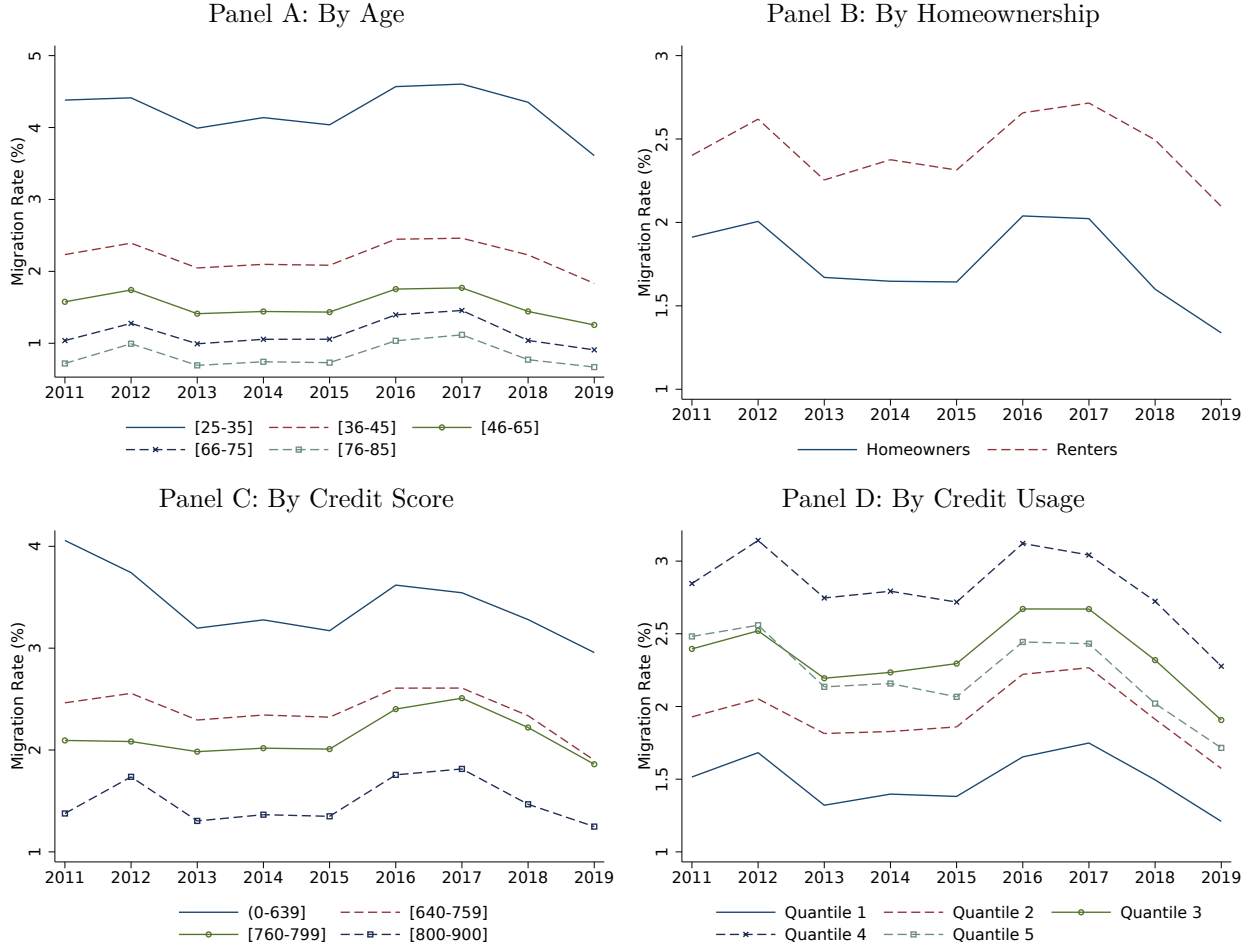 Panel A: By Age
Migration Rate (%)
5
4
3
2
1
2011 2012 2013 2014 2015 2016 2017 2018 2019
[25-35] [36-45] [46-65]
[66-75] [76-85]
Panel B: By Homeownership
Migration Rate (%)
3
2.5
2
1.5
1
2011 2012 2013 2014 2015 2016 2017 2018 2019
Homeowners Renters
Panel C: By Credit Score
Migration Rate (%)
4
3
2
1
2011 2012 2013 2014 2015 2016 2017 2018 2019
(0-639] [640-759]
[760-799] [800-900]
Panel D: By Credit Usage
Migration Rate (%)
3
2.5
2
1.5
1
2011 2012 2013 2014 2015 2016 2017 2018 2019
Quantile 1 Quantile 2 Quantile 3
Quantile 4 Quantile 5